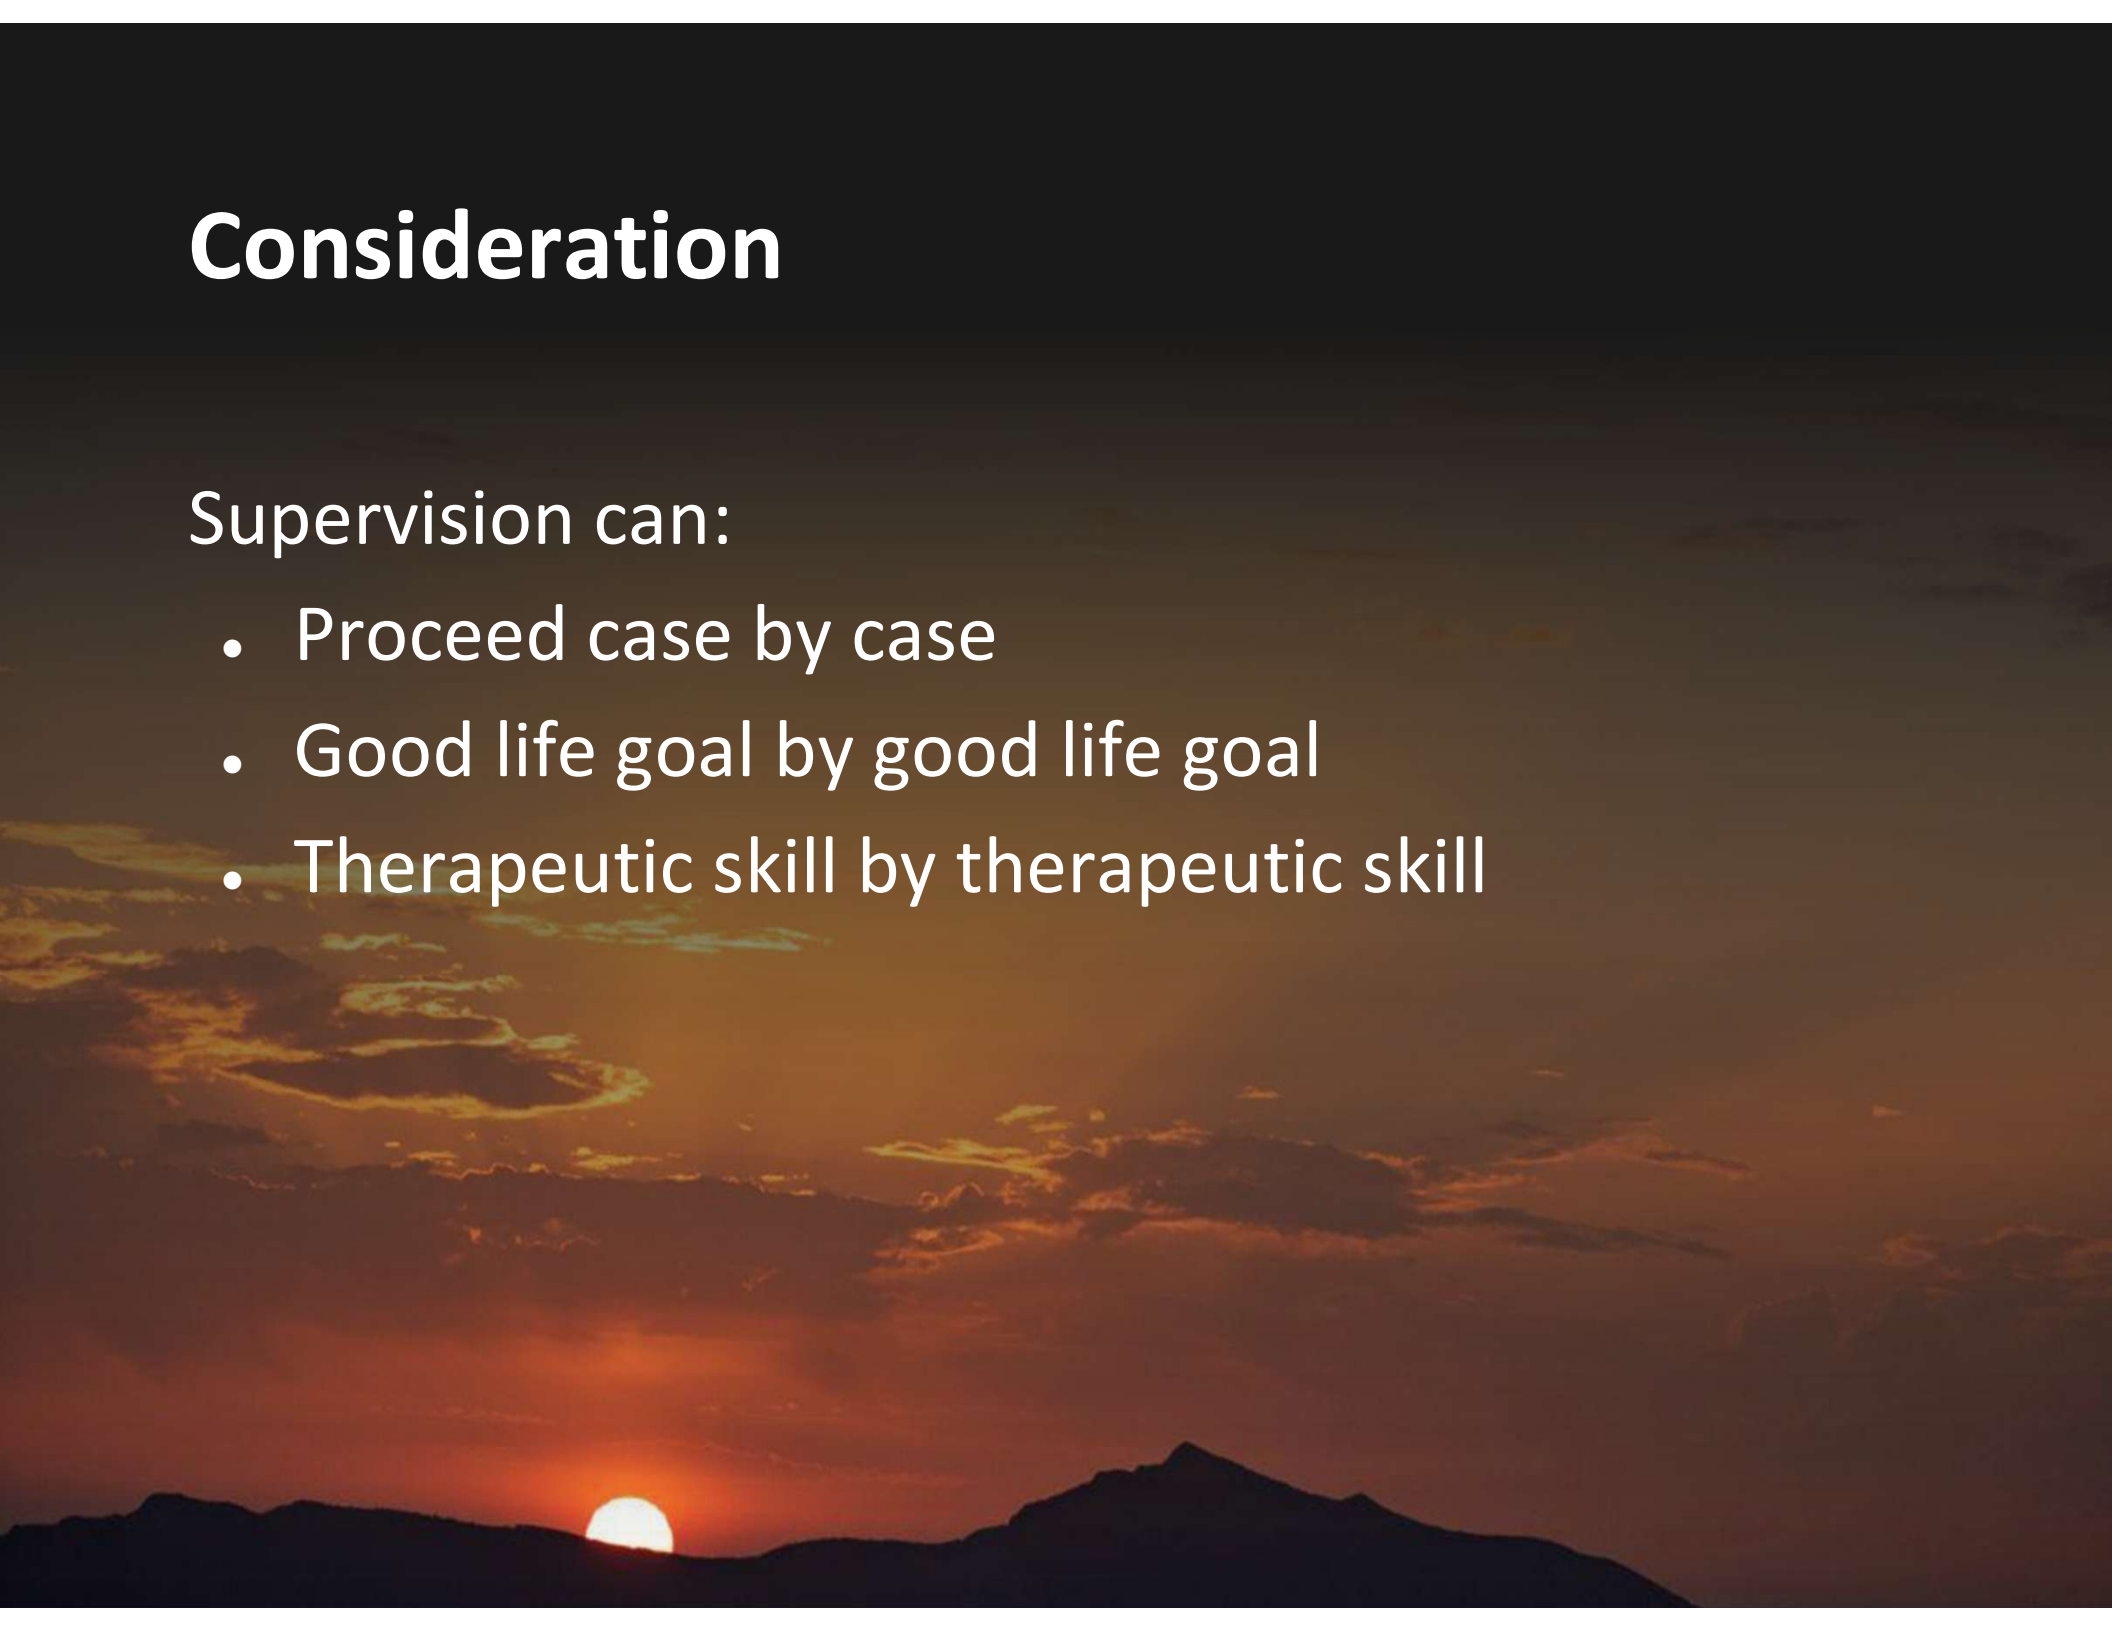 Consideration
Supervision can:
• Proceed case by case
• Good life goal by good life goal
• Therapeutic skill by therapeutic skill